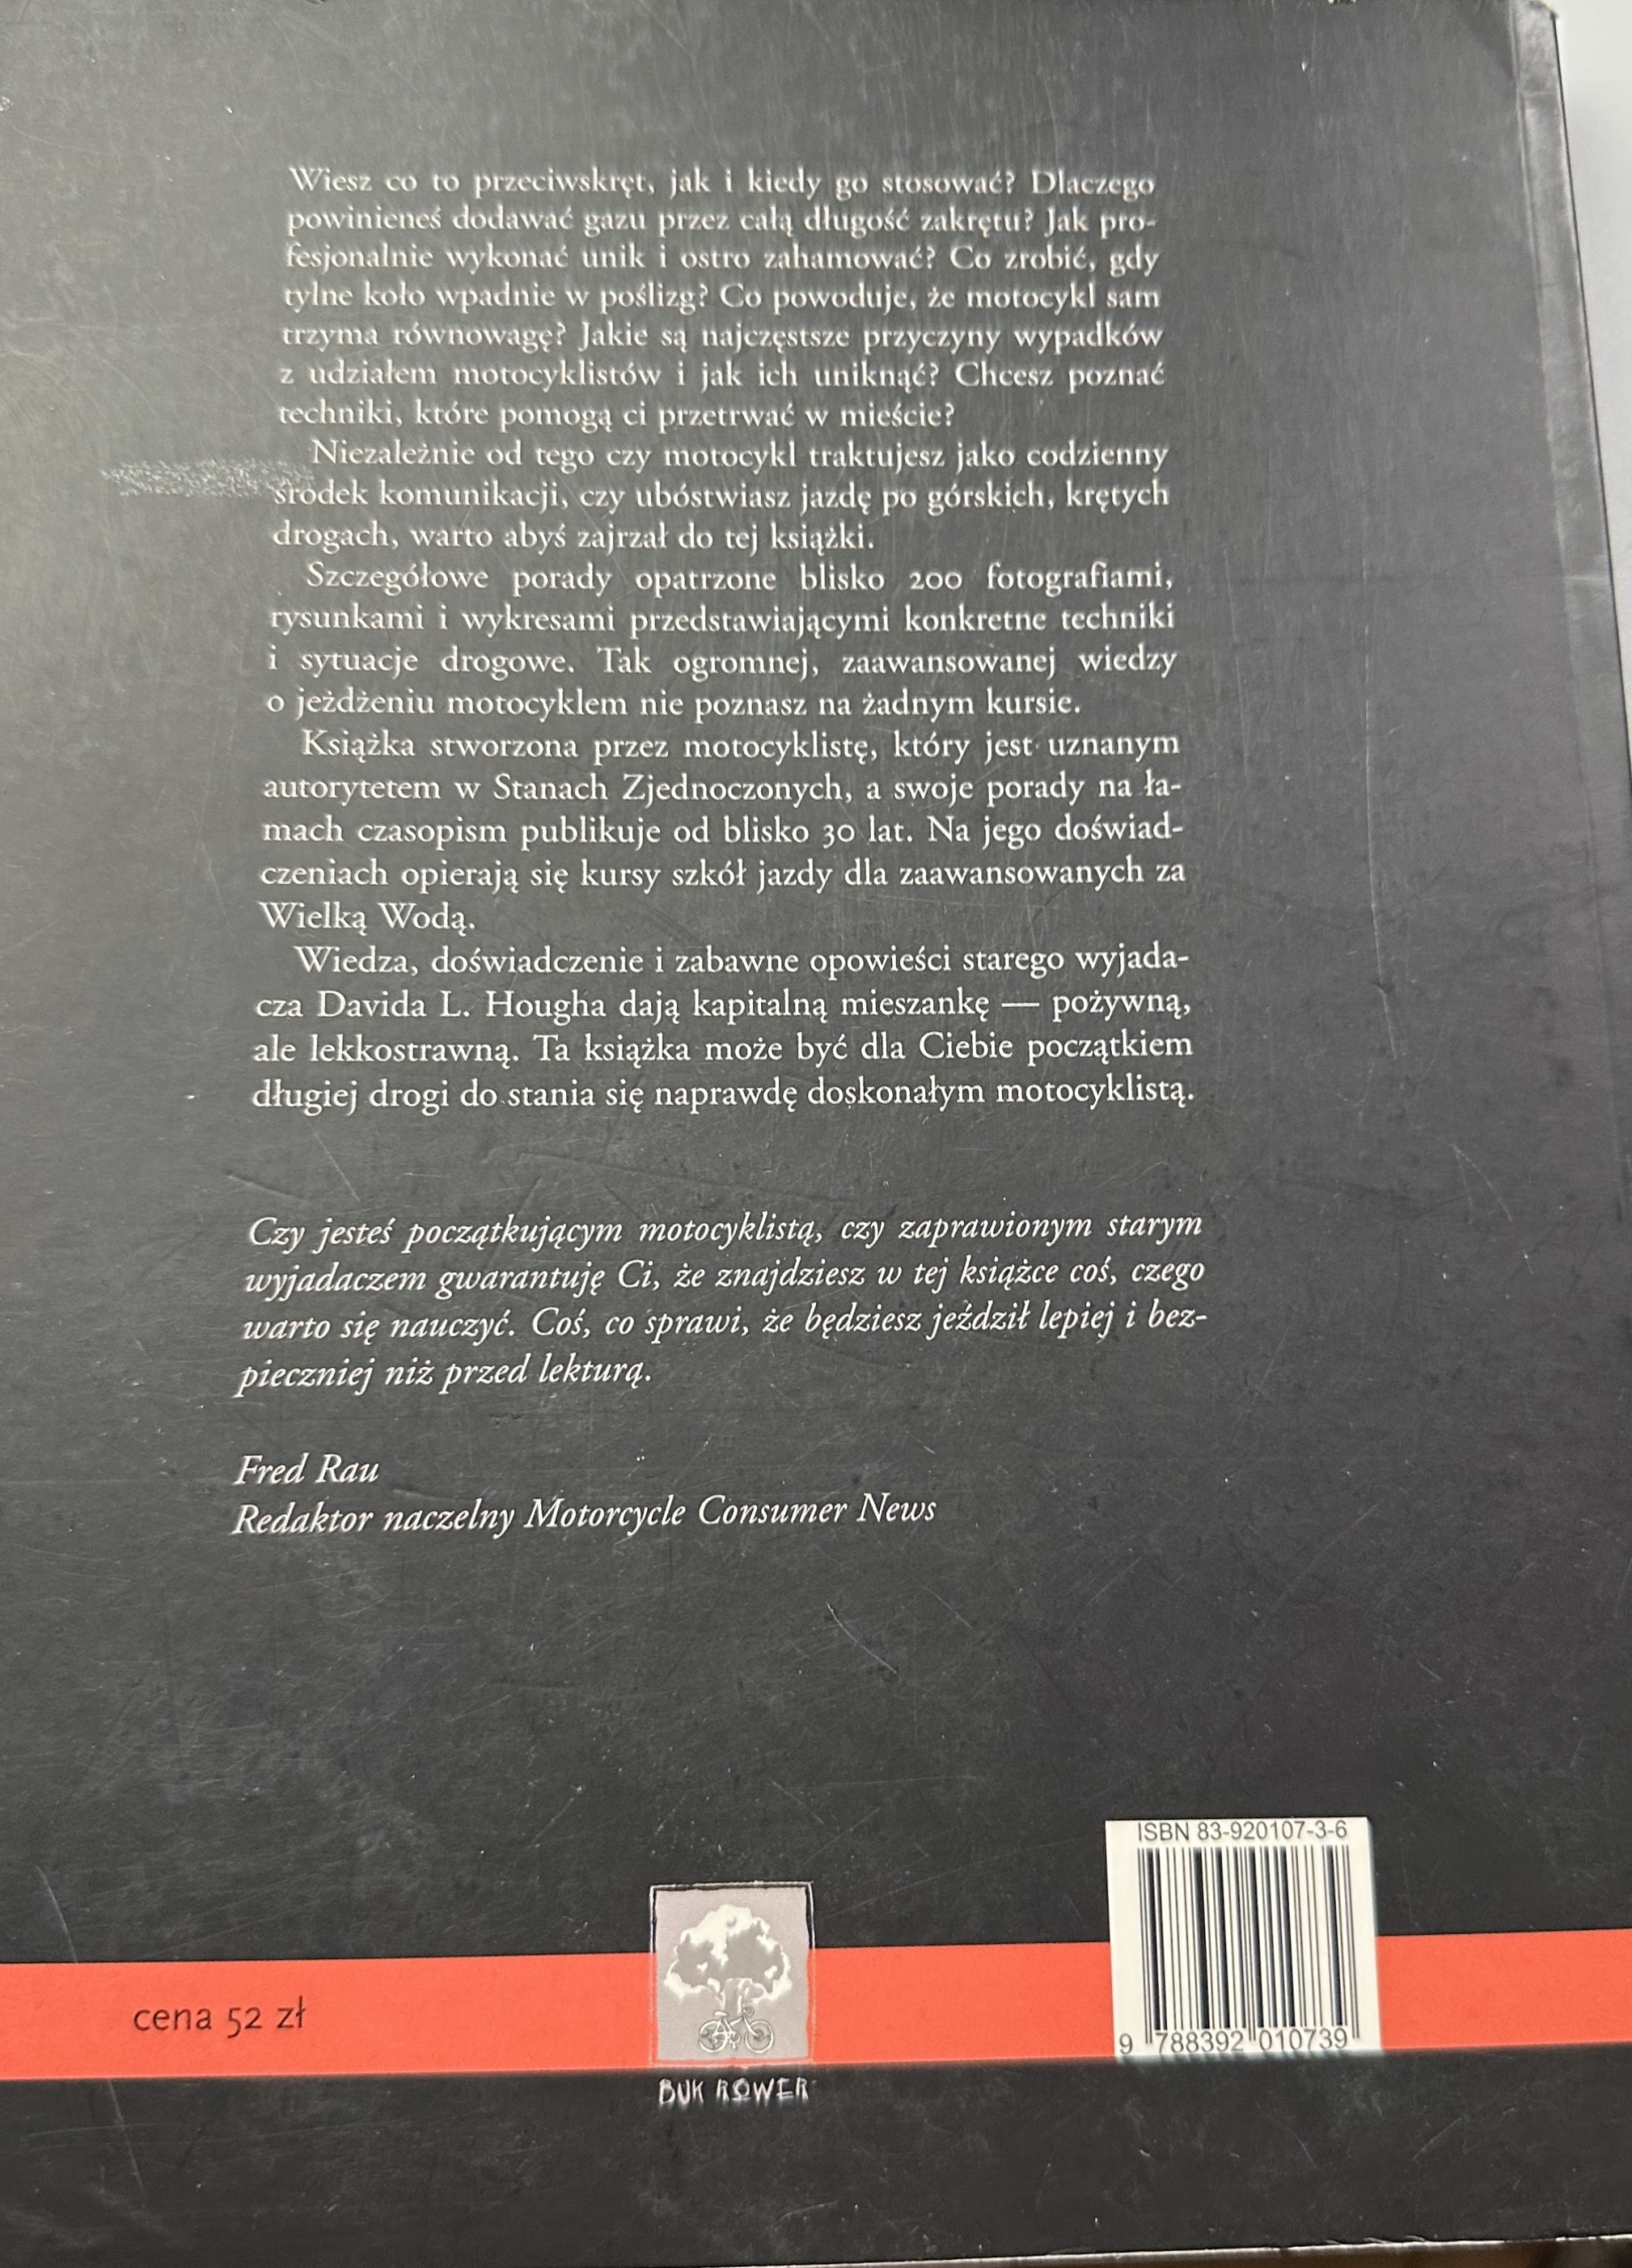 Wiesz co to przeciwskręt, jak i kiedy go stosować? Dlaczego
powinieneś dodawać gazu przez całą długość zakrętu? Jak pro-
fesjonalnie wykonać unik i ostro zahamować? Co zrobić, gdy
tylne koło wpadnie w poślizg? Co powoduje, że motocykl sam
trzyma równowagę? Jakie są najczęstsze przyczyny wypadków
z udziałem motocyklistów i jak ich uniknąć? Chcesz poznać
techniki, które pomogą ci przetrwać w mieście?
Niezależnie od tego czy motocykl traktujesz jako codzienny
środek komunikacji, czy ubóstwiasz jazdę po górskich, krętych
drogach, warto abyś zajrzał do tej książki.
Szczegółowe porady opatrzone blisko 200 fotografiami,
rysunkami i wykresami przedstawiającymi konkretne techniki
i sytuacje drogowe. Tak ogromnej, zaawansowanej wiedzy
o jeżdżeniu motocyklem nie poznasz na żadnym kursie.
Książka stworzona przez motocyklistę, który jest uznanym
autorytetem w Stanach Zjednoczonych, a swoje porady na ła-
mach czasopism publikuje od blisko 30 lat. Na jego doświad-
czeniach opierają się kursy szkół jazdy dla zaawansowanych za
Wielką Wodą.
Wiedza, doświadczenie i zabawne opowieści starego wyjada-
cza Davida L. Hougha dają kapitalną mieszankę — pożywną,
ale lekkostrawną. Ta książka może być dla Ciebie początkiem
długiej drogi do stania się naprawdę doskonałym motocyklistą.
Czy jesteś początkującym motocyklistą, czy zaprawionym starym
wyjadaczem gwarantuję Ci, że znajdziesz w tej książce coś, czego
warto się nauczyć. Coś, co sprawi, że będziesz jeździł lepiej i bez-
pieczniej niż przed lekturą.
Fred Rau
Redaktor naczelny Motorcycle Consumer News
ISBN 83-920107-3-6
9 788392 010739
cena 52 zł
BUK ROWER